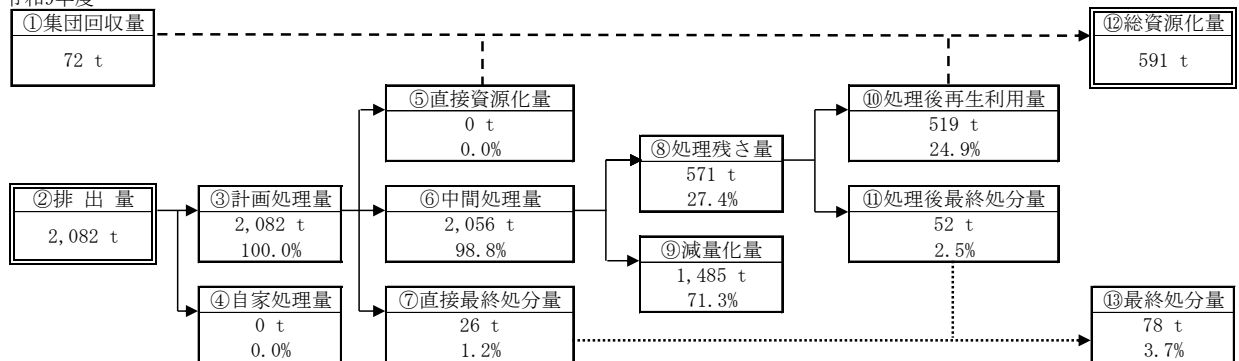 ①集団回収量
72 t
⑫総資源化量
591 t
⑤直接資源化量
0 t
0.0%
⑩処理後再生利用量
519 t
24.9%
⑧処理残さ量
571 t
27.4%
②排 出 量
2,082 t
③計画処理量
2,082 t
100.0%
⑥中間処理量
2,056 t
98.8%
⑪処理後最終処分量
52 t
2.5%
⑨減量化量
1,485 t
71.3%
④自家処理量
0 t
0.0%
⑦直接最終処分量
26 t
1.2%
⑬最終処分量
78 t
3.7%